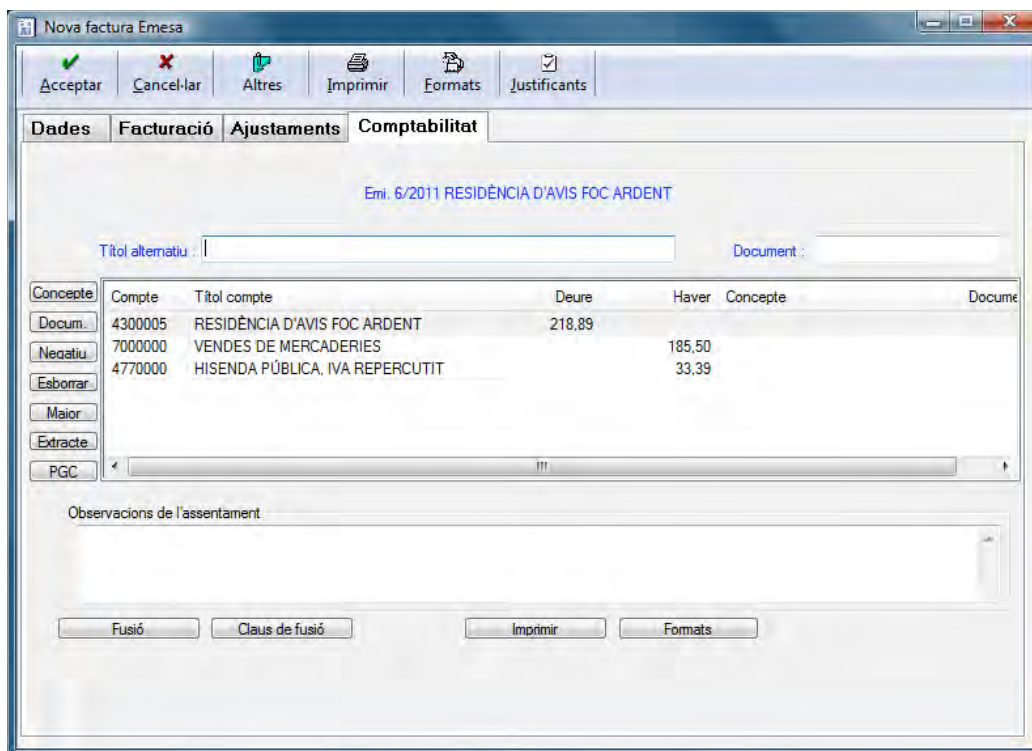 Nova factura Emesa
Acceptar Cancel·lar Altres Imprimir Formats Justificants
Dades Facturació Ajustaments Comptabilitat
Emi. 6/2011 RESIDÈNCIA D'AVIS FOC ARDENT
Títol alternatiu : Document :
Concepte
Docum.
Negatiu
Esborrar
Major
Extracte
PGC
Compte Títol compte Deure Haver Concepte Docume
4300005 RESIDÈNCIA D'AVIS FOC ARDENT 218,89
7000000 VENDES DE MERCADERIES 185,50
4770000 HISENDA PÚBLICA, IVA REPERCUTIT 33,39
Observacions de l'assentament
Fusió Claus de fusió Imprimir Formats